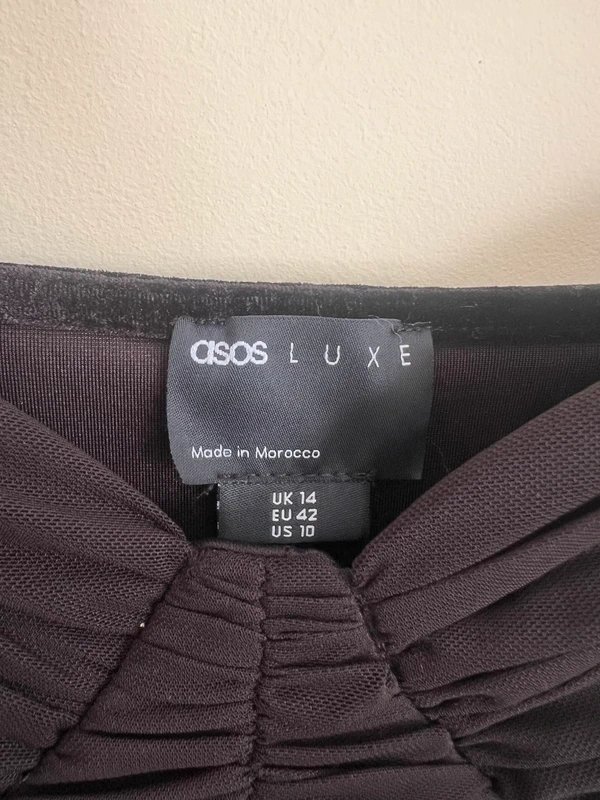 asos LUXE
Made in Morocco
UK 14
EU 42
US 10